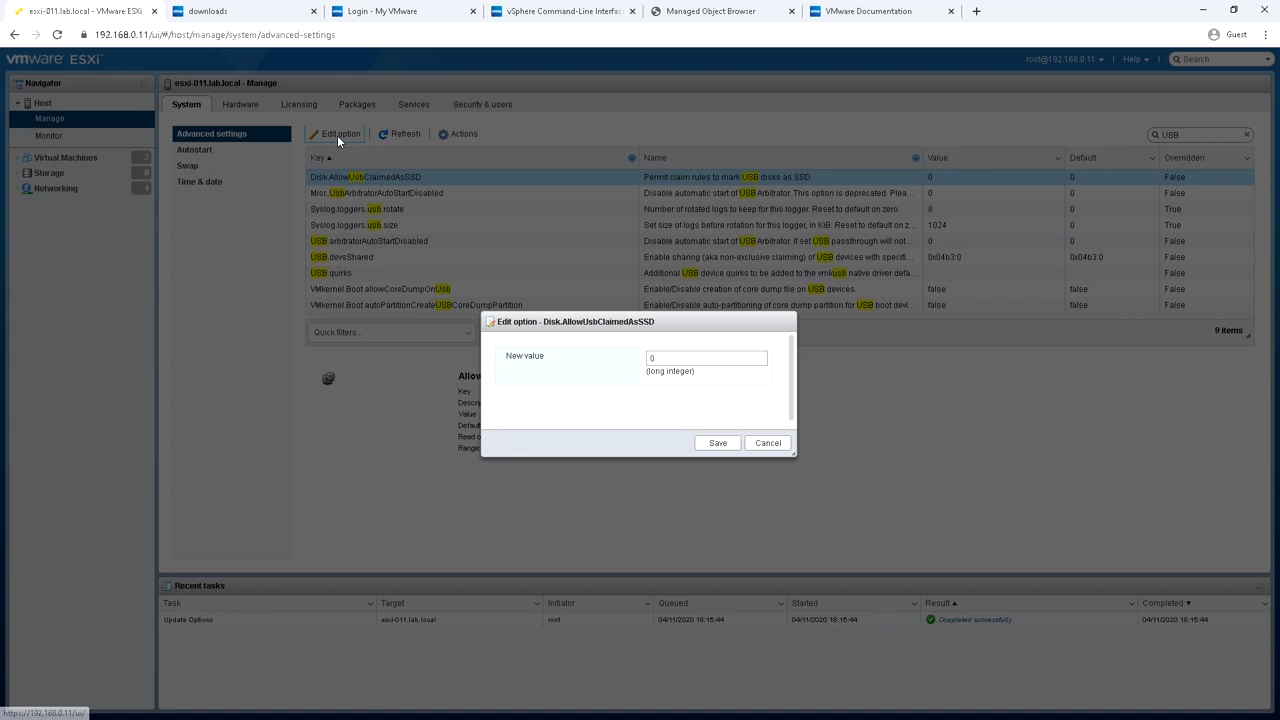 esxi-011.lab.local - VMware ESXi
downloads
Login - My VMware
vSphere Command-Line Interfac
Managed Object Browser
VMware Documentation
192.168.0.11/ui/#/host/manage/system/advanced-settings
Guest
vmware ESXi
root@192.168.0.11
Help
Search
Navigator
esxi-011.lab.local - Manage
Host
Manage
Monitor
Virtual Machines 2
Storage 8
Networking 4
System
Hardware
Licensing
Packages
Services
Security & users
Advanced settings
Autostart
Swap
Time & date
Edit option
Refresh
Actions
USB
Key Name Value Default Overridden
Disk.AllowUsbClaimedAsSSD Permit claim rules to mark USB disks as SSD 0 0 False
Misc.UsbArbitratorAutoStartDisabled Disable automatic start of USB Arbitrator. This option is deprecated. Plea... 0 0 False
Syslog.loggers.usb.rotate Number of rotated logs to keep for this logger. Reset to default on zero. 8 0 True
Syslog.loggers.usb.size Set size of logs before rotation for this logger, in KiB. Reset to default on z... 1024 0 True
USB.arbitratorAutoStartDisabled Disable automatic start of USB Arbitrator. If set USB passthrough will not ... 0 0 False
USB.devsShared Enable sharing (aka non-exclusive claiming) of USB devices with specifi... 0x04b3:0 0x04b3:0 False
USB.quirks Additional USB device quirks to be added to the vmkusb native driver defa... False
VMkernel.Boot.allowCoreDumpOnUsb Enable/Disable creation of core dump file on USB devices. false false False
VMkernel.Boot.autoPartitionCreateUSBCoreDumpPartition Enable/Disable auto-partitioning of core dump partition for USB boot devi... false false False
Quick filters...
9 items
Edit option - Disk.AllowUsbClaimedAsSSD
New value
0
(long integer)
Save
Cancel
Allow
Key
Descri
Value
Default
Read o
Range
Recent tasks
Task Target Initiator Queued Started Result Completed
Update Options esxi-011.lab.local root 04/11/2020 18:15:44 04/11/2020 18:15:44 Completed successfully 04/11/2020 18:15:44
https://192.168.0.11/ui/